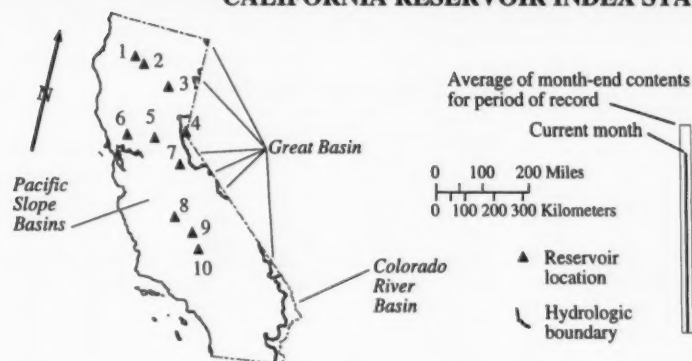 CALIFORNIA RESERVOIR INDEX STA
N
1
2
3
4
5
6
7
8
9
10
Great Basin
Pacific
Slope
Basins
Colorado
River
Basin
Average of month-end contents
for period of record
Current month
0 100 200 Miles
0 100 200 300 Kilometers
Reservoir
location
Hydrologic
boundary